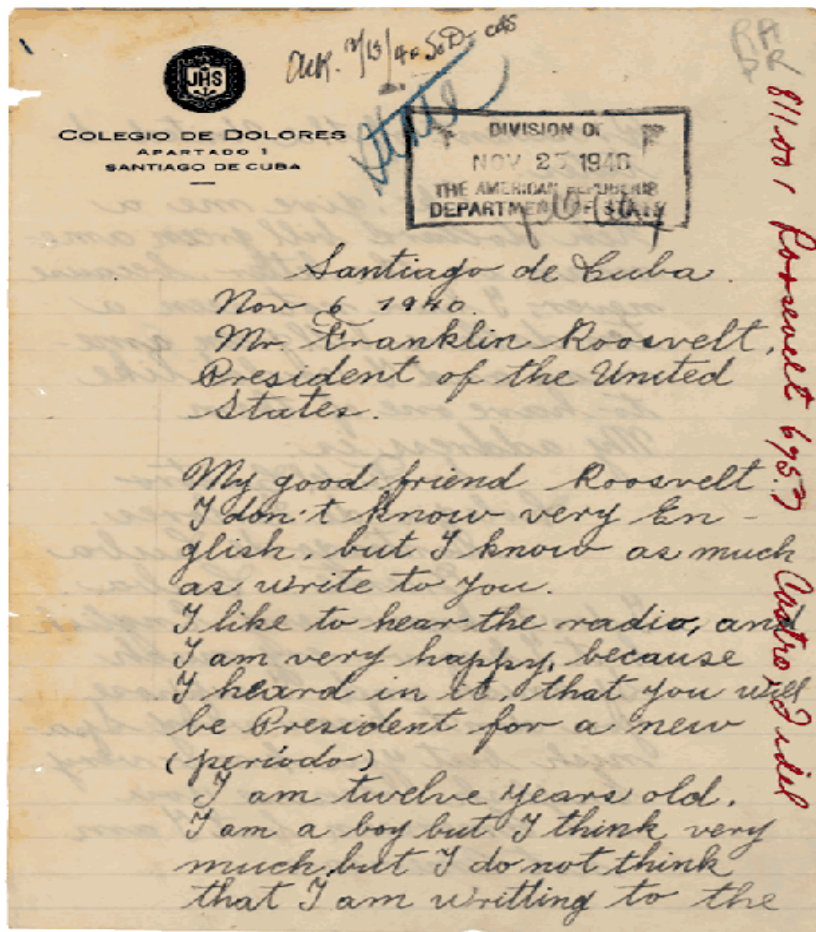 JHS
COLEGIO DE DOLORES
APARTADO 1
SANTIAGO DE CUBA
State
DIVISION OF
NOV 23 1940
THE AMERICAN REPUBLICS
DEPARTMENT OF STATE
Santiago de Cuba.
Nov 6 1940.
Mr. Franklin Roosvelt,
President of the United
States.
My good friend Roosvelt
I don't know very En-
glish, but I know as much
as write to you.
I like to hear the radio, and
I am very happy, because
I heard in it, that you will
be President for a new
(periodo)
I am twelve years old.
I am a boy but I think very
much, but I do not think
that I am writting to the
811.001 Roosevelt
Castro, Fidel